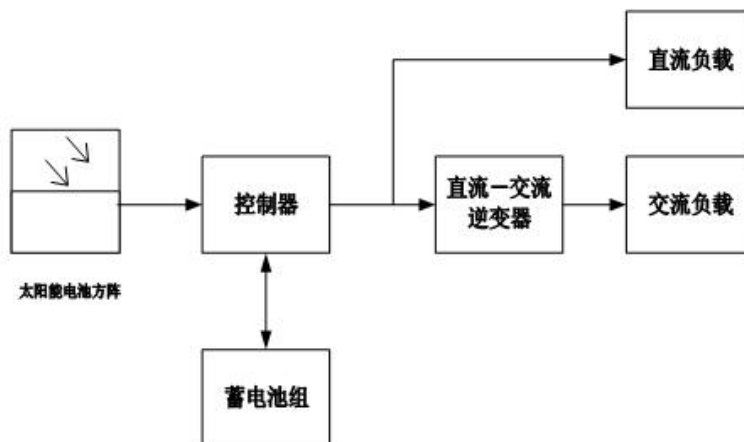 直流负载
控制器
直流－交流
逆变器
交流负载
太阳能电池方阵
蓄电池组